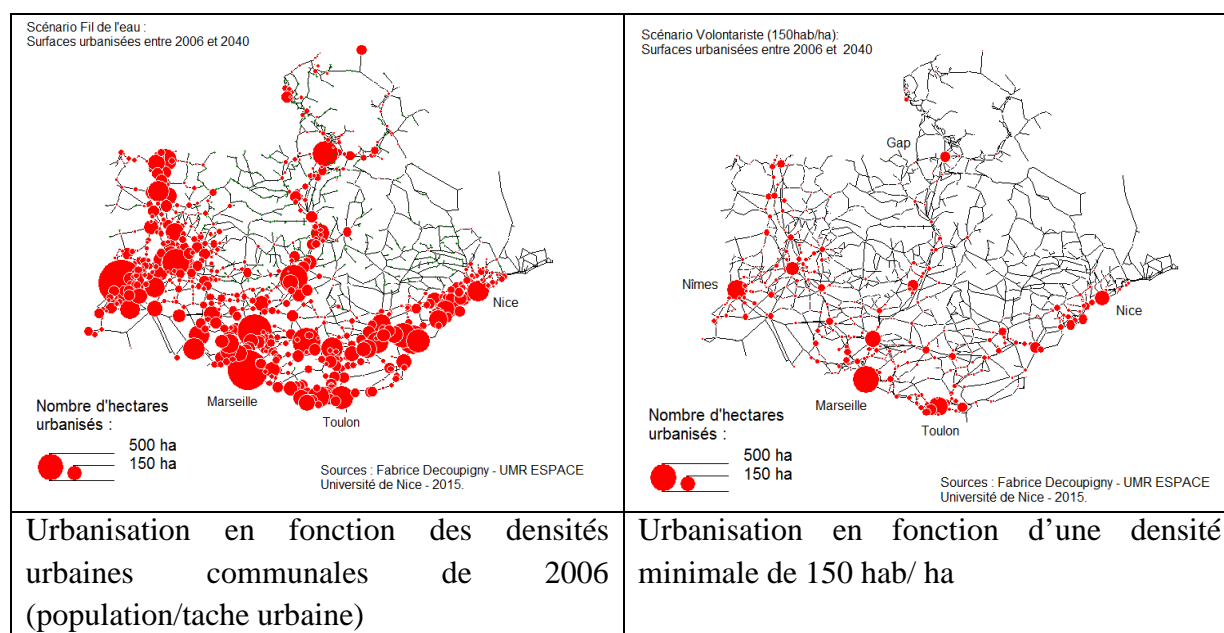 Scénario Fil de l'eau :
Surfaces urbanisées entre 2006 et 2040
Nice
Marseille
Toulon
Nombre d'hectares
urbanisés :
500 ha
150 ha
Sources : Fabrice Decoupigny - UMR ESPACE
Université de Nice - 2015.
Scénario Volontariste (150hab/ha):
Surfaces urbanisées entre 2006 et 2040
Gap
Nîmes
Nice
Marseille
Toulon
Nombre d'hectares
urbanisés :
500 ha
150 ha
Sources : Fabrice Decoupigny - UMR ESPACE
Université de Nice - 2015.
Urbanisation en fonction des densités
urbaines communales de 2006
(population/tache urbaine)
Urbanisation en fonction d’une densité
minimale de 150 hab/ ha